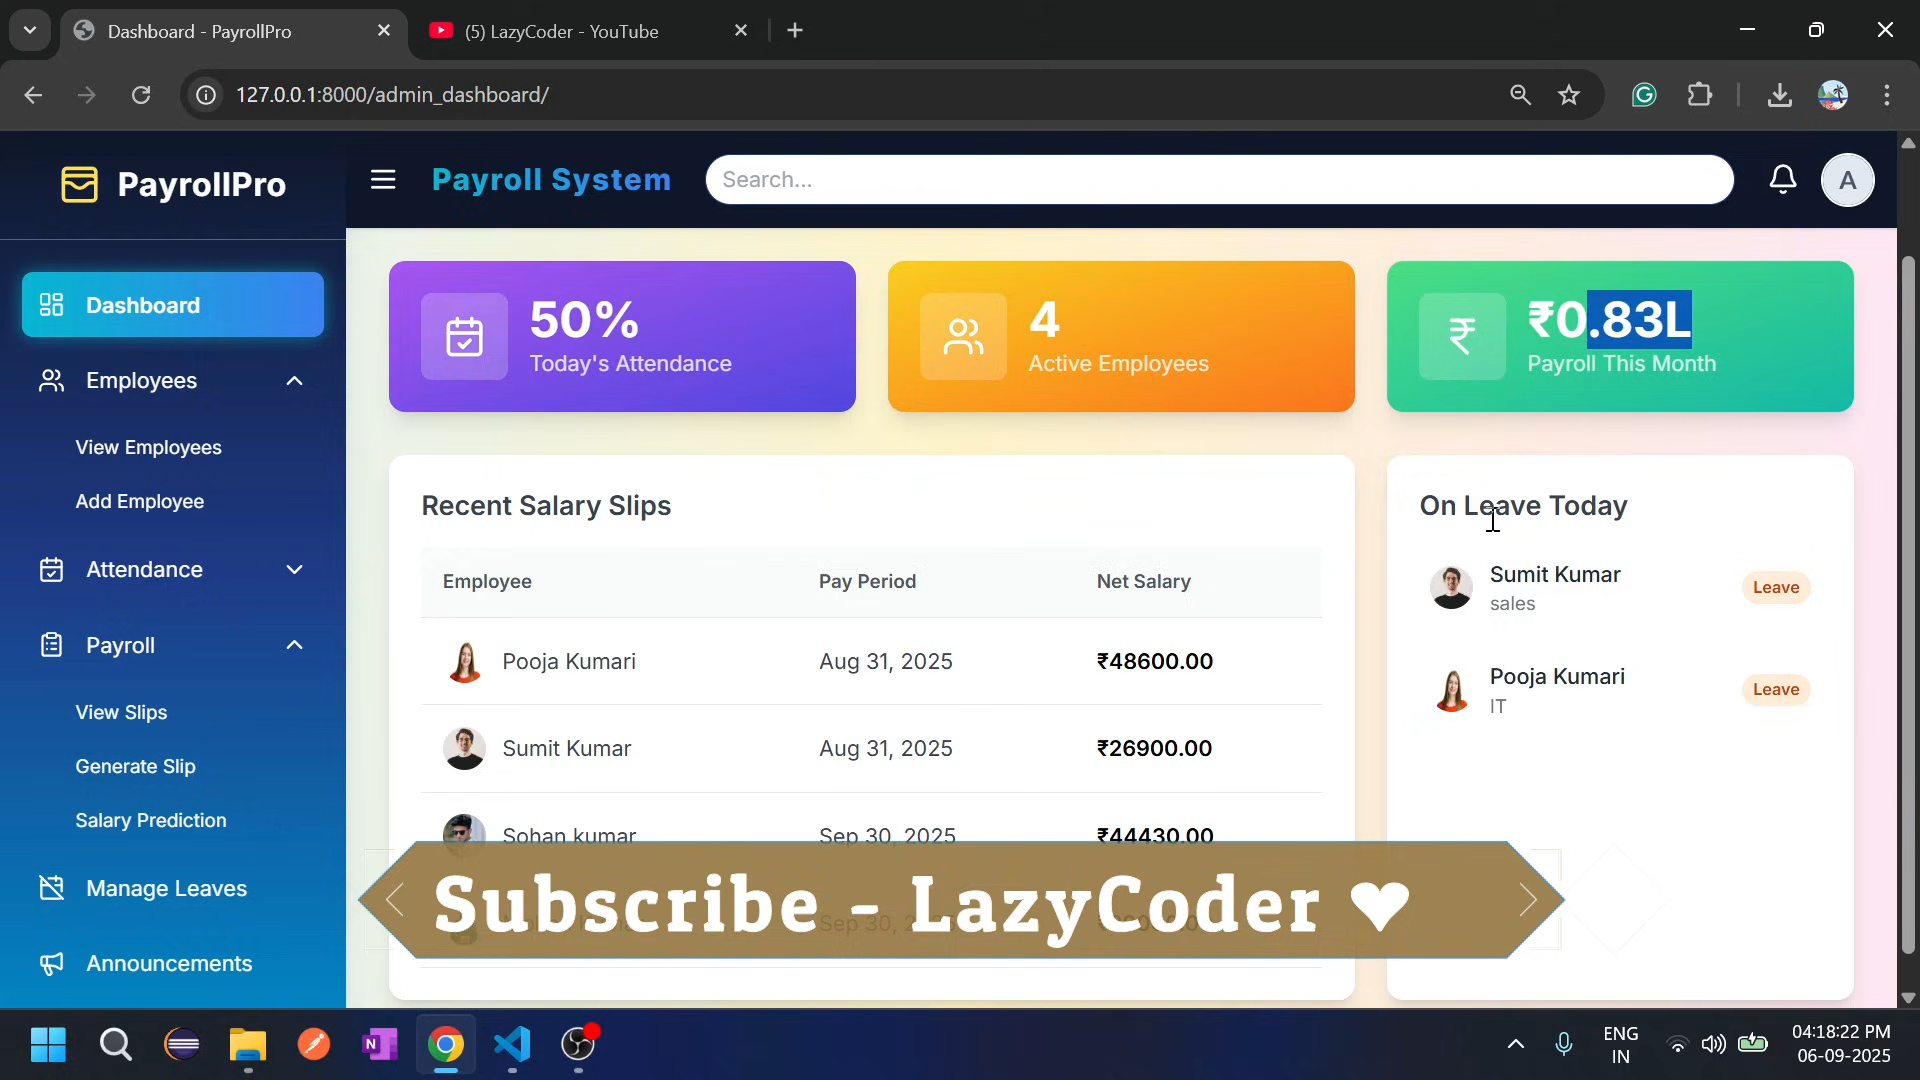 Dashboard - PayrollPro
(5) LazyCoder - YouTube
127.0.0.1:8000/admin_dashboard/
PayrollPro
Payroll System
Search...
A
Dashboard
Employees
View Employees
Add Employee
Attendance
Payroll
View Slips
Generate Slip
Salary Prediction
Manage Leaves
Announcements
50%
Today's Attendance
4
Active Employees
₹0.83L
Payroll This Month
Recent Salary Slips
Employee Pay Period Net Salary
Pooja Kumari Aug 31, 2025 ₹48600.00
Sumit Kumar Aug 31, 2025 ₹26900.00
Sohan kumar Sep 30, 2025 ₹44430.00
Sep 30,
On Leave Today
Sumit Kumar
sales
Leave
Pooja Kumari
IT
Leave
Subscribe - LazyCoder ♥
ENG
IN
04:18:22 PM
06-09-2025